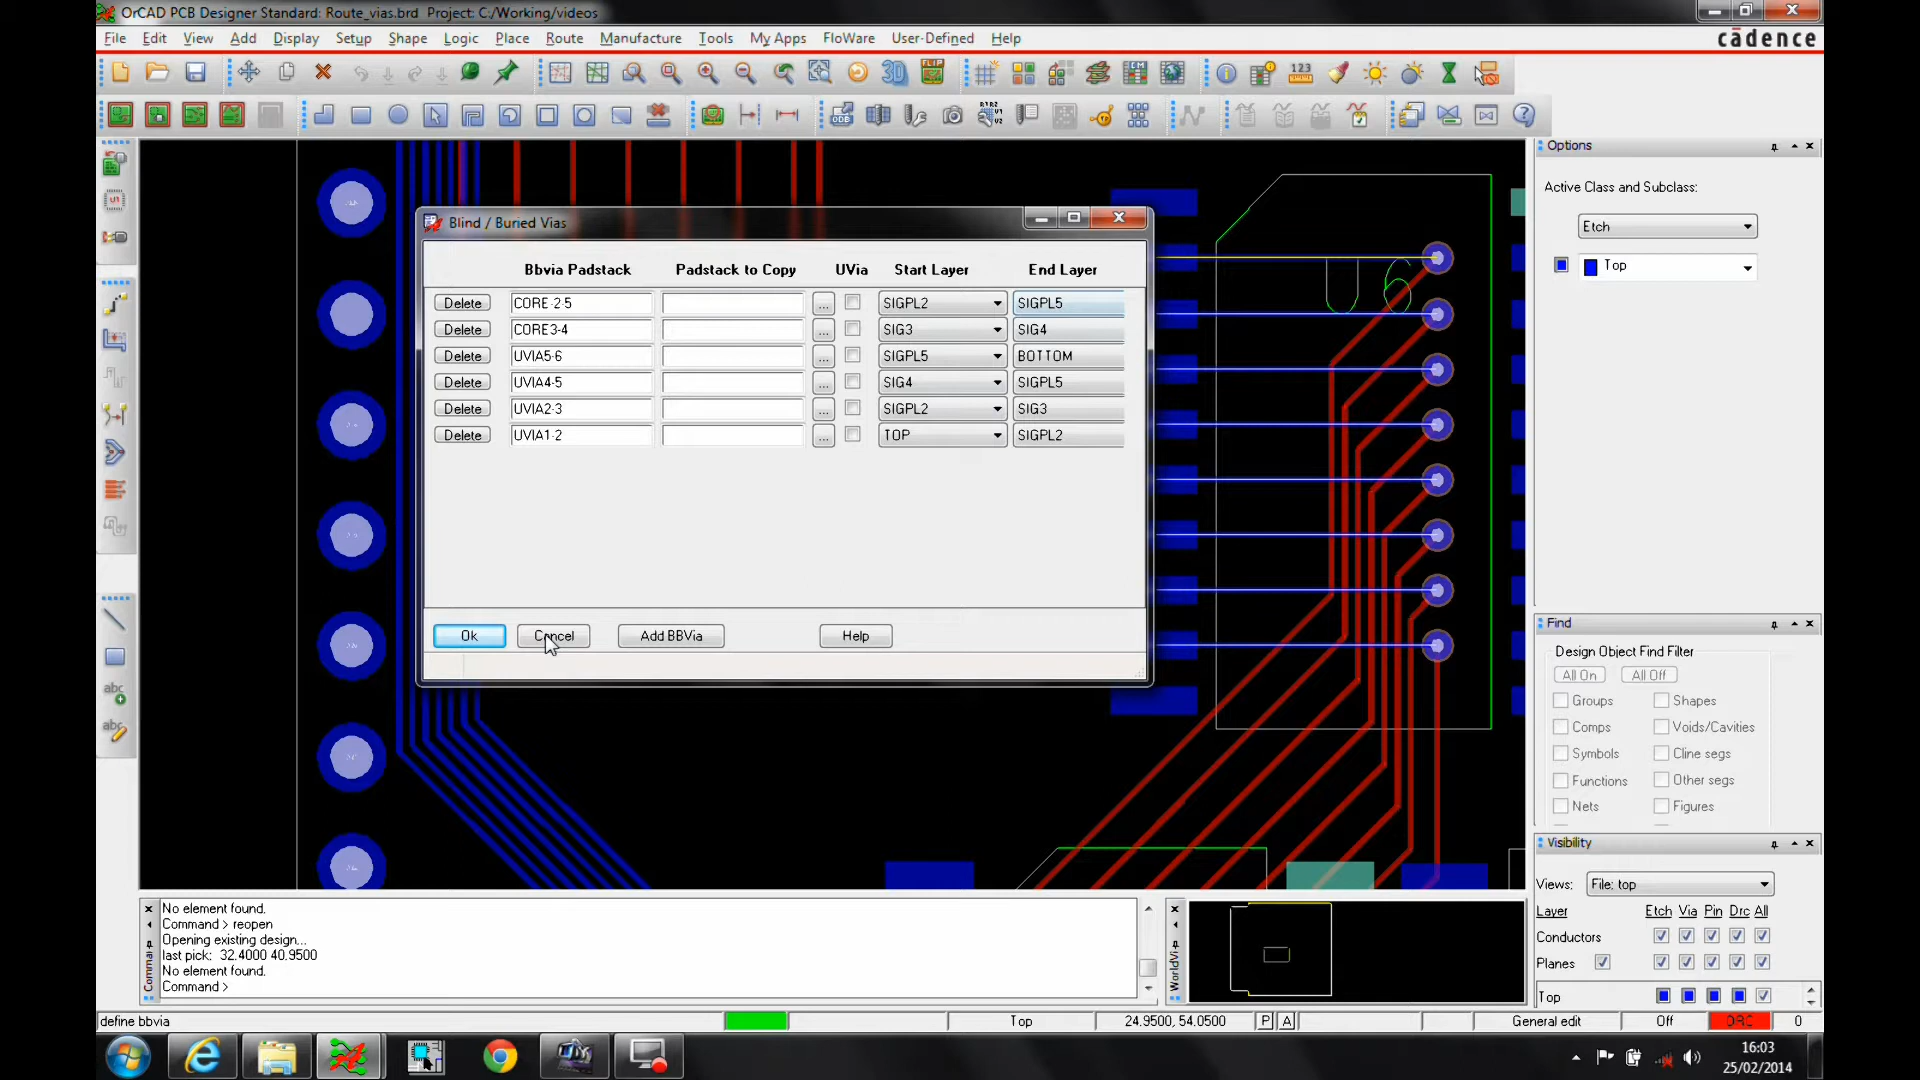 OrCAD PCB Designer Standard: Route_vias.brd  Project: C:/Working/videos
File Edit View Add Display Setup Shape Logic Place Route Manufacture Tools My Apps FloWare User-Defined Help
cādence
Options
Active Class and Subclass:
Etch
Top
Blind / Buried Vias
Bbvia Padstack Padstack to Copy UVia Start Layer End Layer
Delete CORE-2-5 ... SIGPL2 SIGPL5
Delete CORE3-4 ... SIG3 SIG4
Delete UVIA5-6 ... SIGPL5 BOTTOM
Delete UVIA4-5 ... SIG4 SIGPL5
Delete UVIA2-3 ... SIGPL2 SIG3
Delete UVIA1-2 ... TOP SIGPL2
Ok Cancel Add BBVia Help
U6
Find
Design Object Find Filter
All On All Off
Groups Shapes
Comps Voids/Cavities
Symbols Cline segs
Functions Other segs
Nets Figures
Visibility
Views: File: top
Layer Etch Via Pin Drc All
Conductors
Planes
Top
No element found.
Command > reopen
Opening existing design...
last pick:  32.4000 40.9500
No element found.
Command >
Comman
WorldVi
define bbvia Top 24.9500, 54.0500 P A General edit Off DRC 0
16:03
25/02/2014